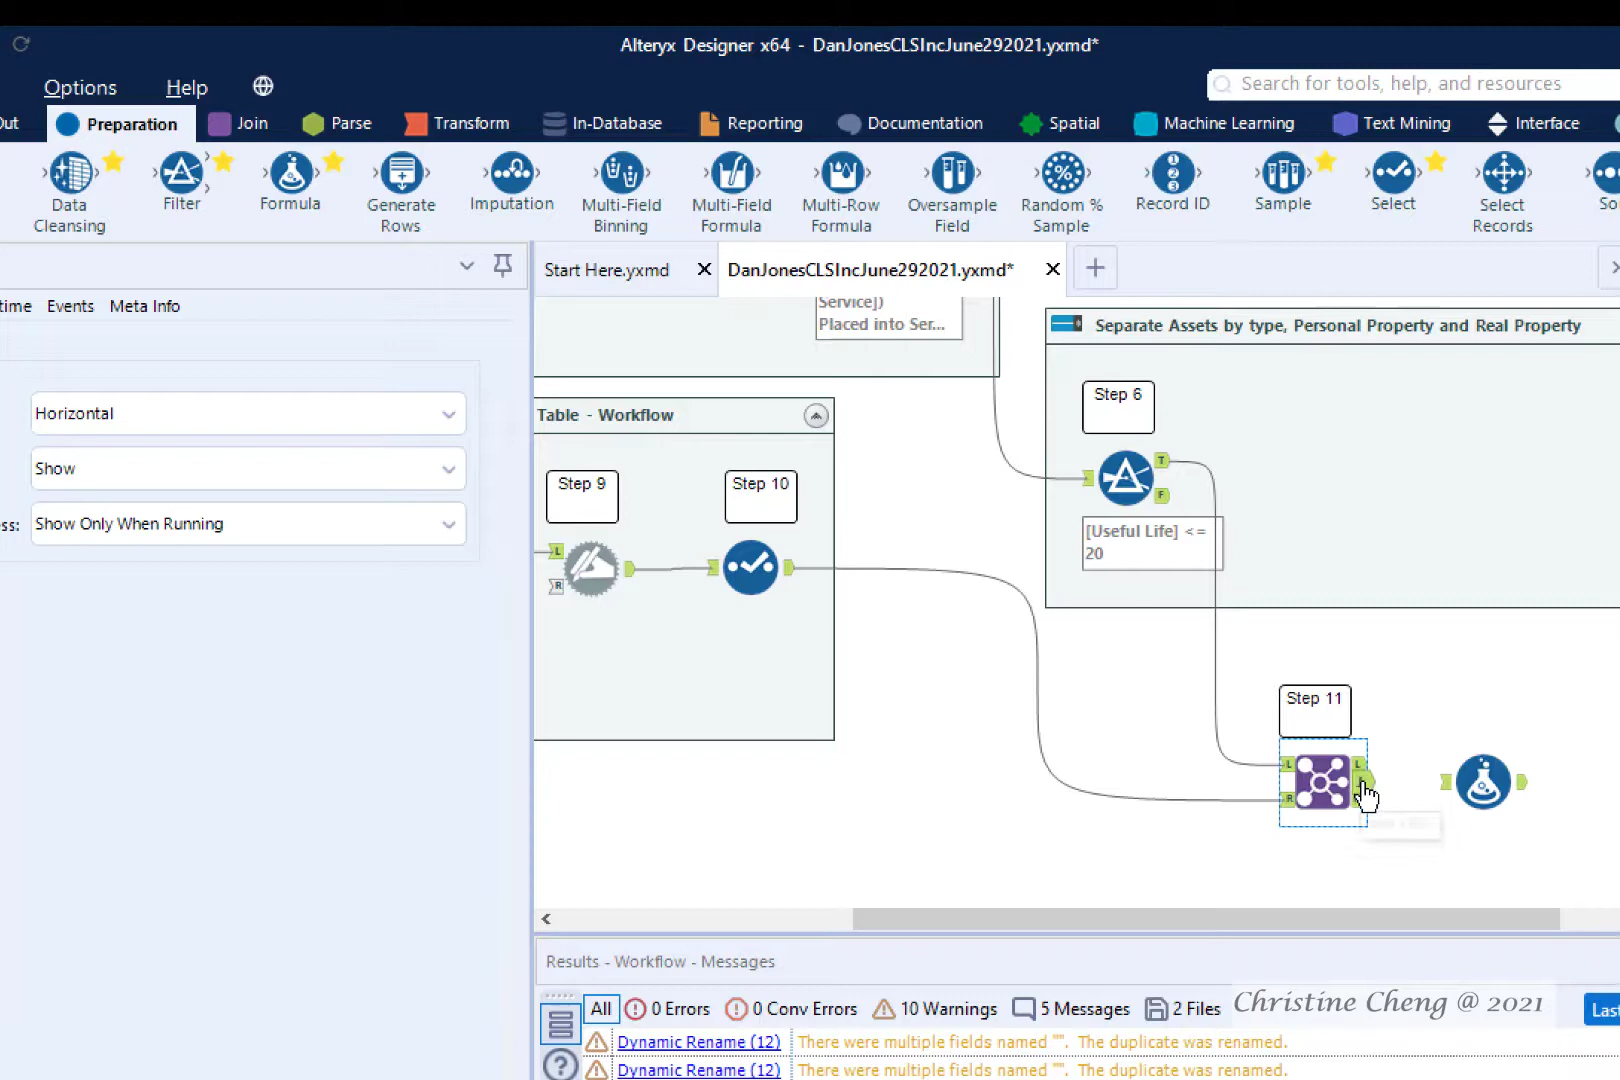 Alteryx Designer x64 - DanJonesCLSIncJune292021.yxmd*
Options Help
Search for tools, help, and resources
Out Preparation Join Parse Transform In-Database Reporting Documentation Spatial Machine Learning Text Mining Interface
Data Cleansing
Filter
Formula
Generate Rows
Imputation
Multi-Field Binning
Multi-Field Formula
Multi-Row Formula
Oversample Field
Random % Sample
Record ID
Sample
Select
Select Records
So
Start Here.yxmd
DanJonesCLSIncJune292021.yxmd*
time Events Meta Info
Horizontal
Show
ss: Show Only When Running
Service])
Placed into Ser...
Separate Assets by type, Personal Property and Real Property
Step 6
T
F
[Useful Life] <=
20
Table - Workflow
Step 9
Step 10
L
R
Step 11
L
L
R
Results - Workflow - Messages
All 0 Errors 0 Conv Errors 10 Warnings 5 Messages 2 Files
Christine Cheng @ 2021
Last
Dynamic Rename (12) There were multiple fields named "". The duplicate was renamed.
Dynamic Rename (12) There were multiple fields named "". The duplicate was renamed.